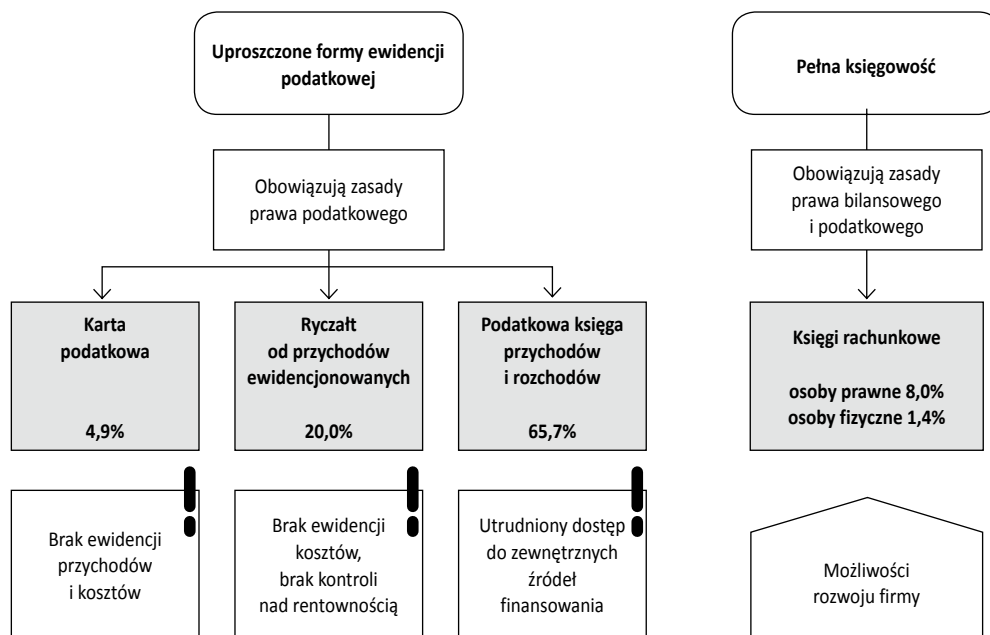 Uproszczone formy ewidencji
podatkowej
Pełna księgowość
Obowiązują zasady
prawa podatkowego
Obowiązują zasady
prawa bilansowego
i podatkowego
Karta
podatkowa
4,9%
Ryczałt
od przychodów
ewidencjonowanych
20,0%
Podatkowa księga
przychodów
i rozchodów
65,7%
Księgi rachunkowe
osoby prawne 8,0%
osoby fizyczne 1,4%
Brak ewidencji
przychodów
i kosztów
Brak ewidencji
kosztów,
brak kontroli
nad rentownością
Utrudniony dostęp
do zewnętrznych
źródeł
finansowania
Możliwości
rozwoju firmy